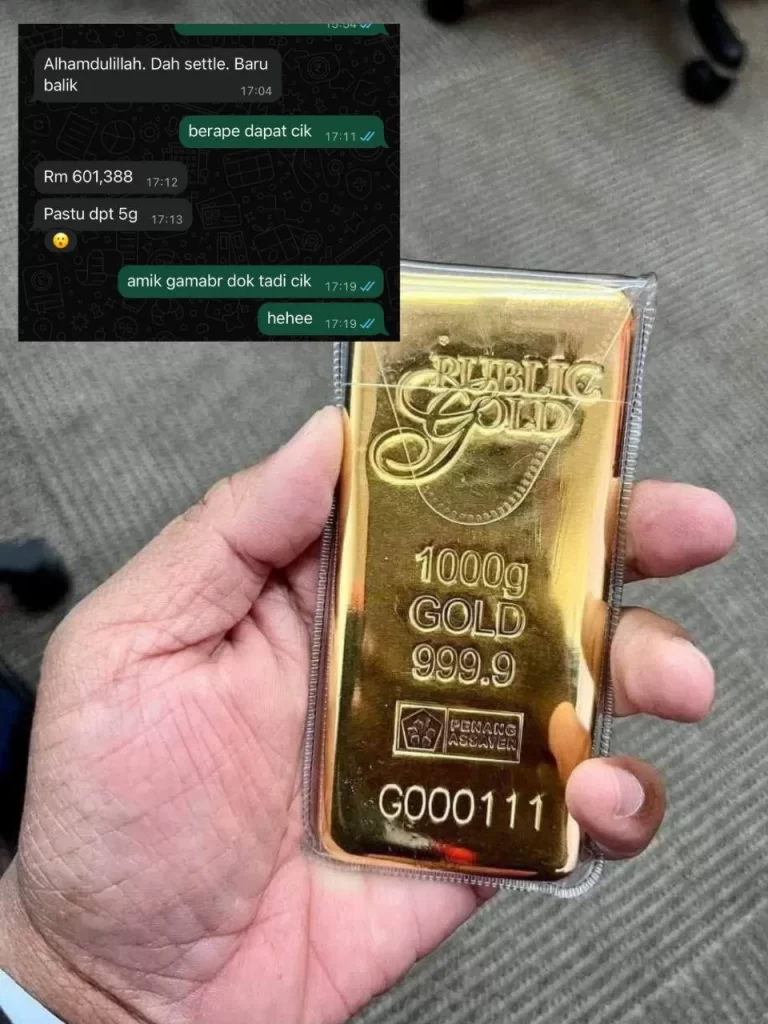 15:54
Alhamdulillah. Dah settle. Baru
balik
17:04
berape dapat cik 17:11
Rm 601,388 17:12
Pastu dpt 5g 17:13
amik gamabr dok tadi cik 17:19
hehee 17:19
PUBLIC
GOLD
1000g
GOLD
999.9
PENANG
ASSAYER
G000111